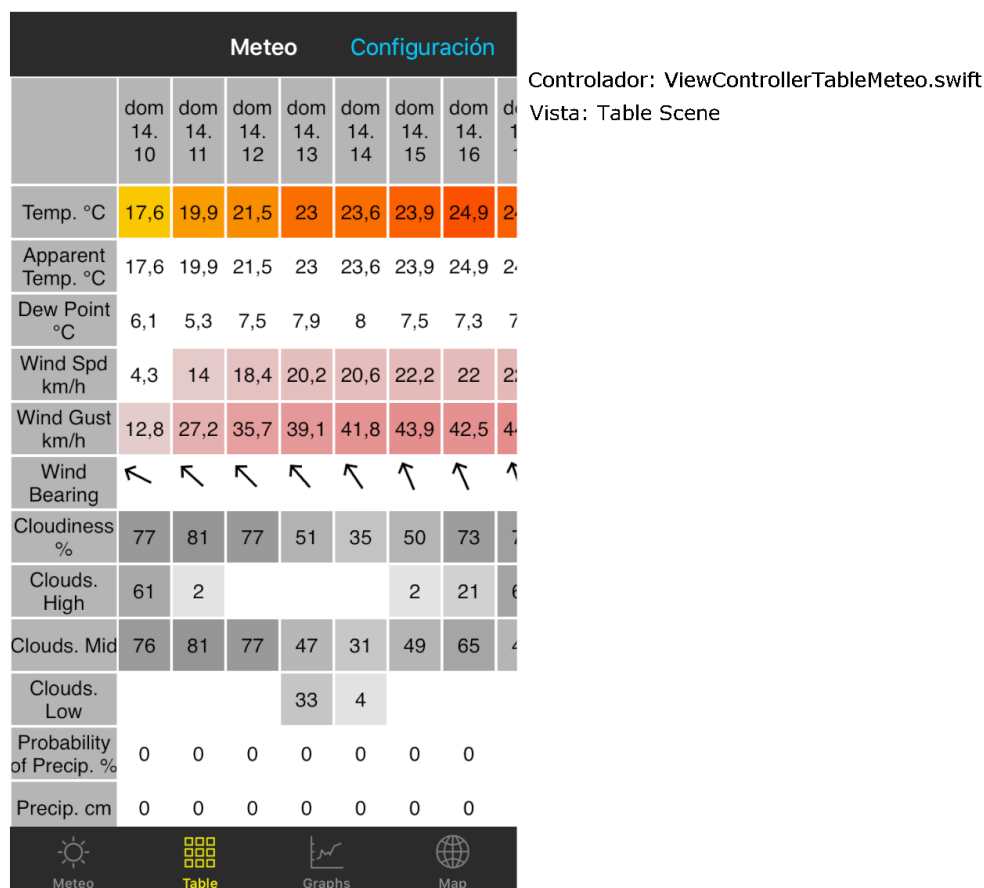 Meteo Configuración
Controlador: ViewControllerTableMeteo.swift
Vista: Table Scene
dom dom dom dom dom dom dom
14. 14. 14. 14. 14. 14. 14.
10 11 12 13 14 15 16
Temp. °C 17,6 19,9 21,5 23 23,6 23,9 24,9
Apparent
Temp. °C 17,6 19,9 21,5 23 23,6 23,9 24,9
Dew Point
°C 6,1 5,3 7,5 7,9 8 7,5 7,3
Wind Spd
km/h 4,3 14 18,4 20,2 20,6 22,2 22
Wind Gust
km/h 12,8 27,2 35,7 39,1 41,8 43,9 42,5
Wind
Bearing
Cloudiness
% 77 81 77 51 35 50 73
Clouds.
High 61 2 2 21
Clouds. Mid 76 81 77 47 31 49 65
Clouds.
Low 33 4
Probability
of Precip. % 0 0 0 0 0 0 0
Precip. cm 0 0 0 0 0 0 0
Meteo Table Graphs Map